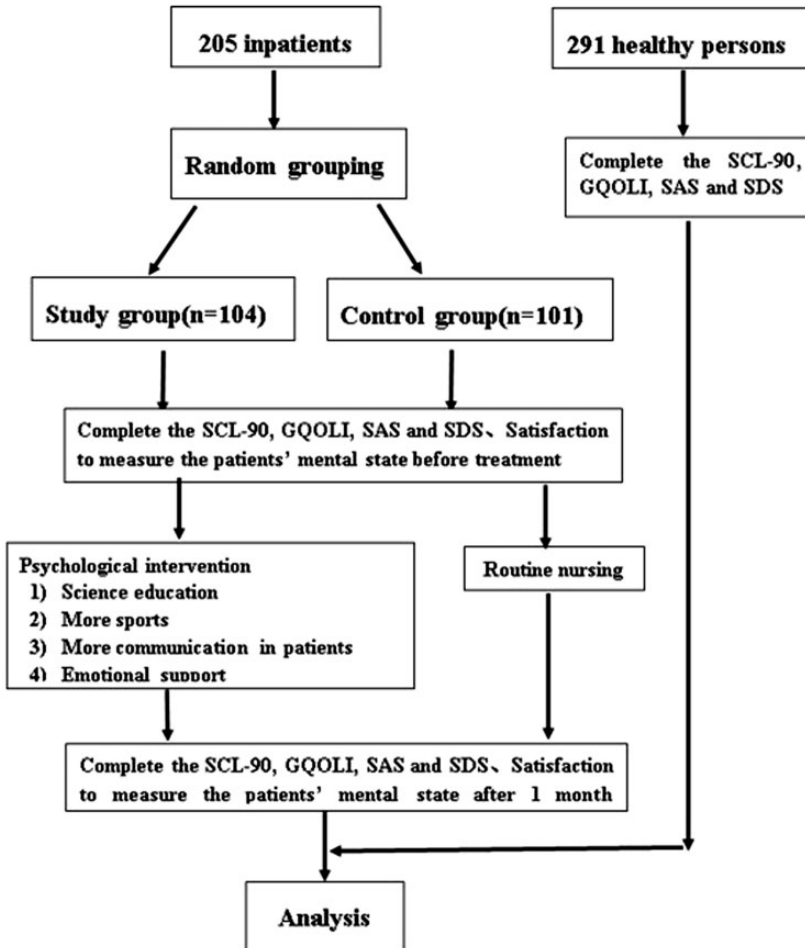 205 inpatients
291 healthy persons
Random grouping
Complete the SCL-90,
GQOLI, SAS and SDS
Study group(n=104)
Control group(n=101)
Complete the SCL-90, GQOLI, SAS and SDS、Satisfaction
to measure the patients' mental state before treatment
Psychological intervention
1) Science education
2) More sports
3) More communication in patients
4) Emotional support
Routine nursing
Complete the SCL-90, GQOLI, SAS and SDS、Satisfaction
to measure the patients' mental state after 1 month
Analysis